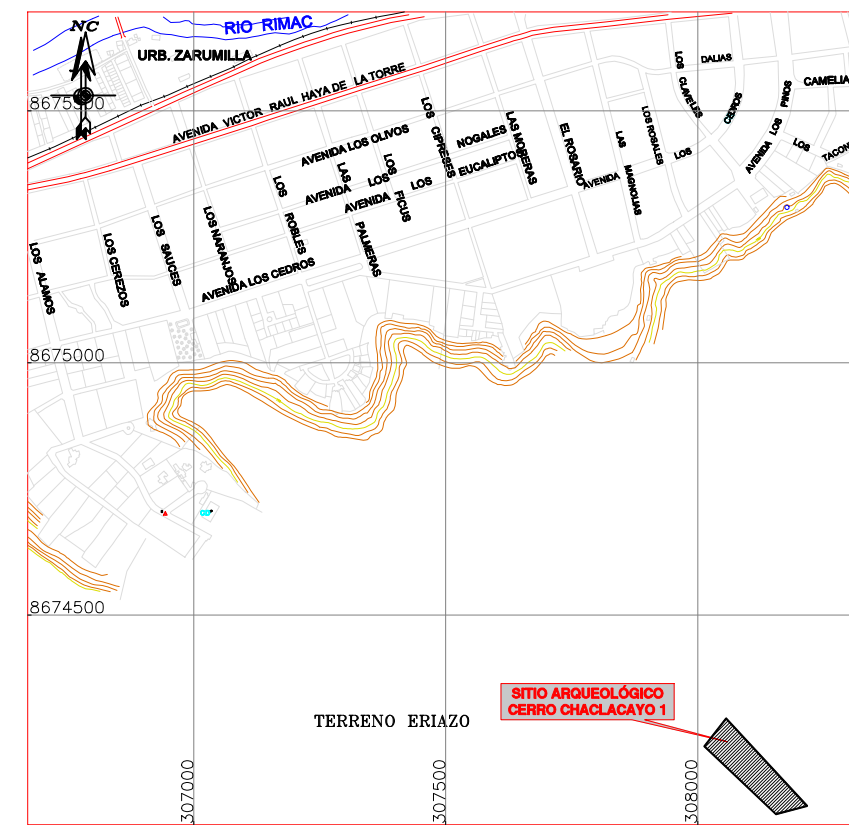 NC
RIO RIMAC
URB. ZARUMILLA
AVENIDA VICTOR RAUL HAYA DE LA TORRE
LOS CLAVELES
DALIAS
CEDROS
LOS PINOS
CAMELIA
AVENIDA LOS
LOS
TACON
LOS CIPRESES
NOGALES
LAS MORERAS
EL ROSARIO
LAS MAGNOLIAS
LOS ROSALES
LOS
AVENIDA
AVENIDA LOS OLIVOS
EUCALIPTOS
AVENIDA LOS
AVENIDA LOS
LAS PALMERAS
LOS FICUS
LOS ROBLES
LOS NARANJOS
LOS SAUCES
LOS CEREZOS
LOS ALAMOS
AVENIDA LOS CEDROS
8675000
8674500
SITIO ARQUEOLÓGICO
CERRO CHACLACAYO 1
TERRENO ERIAZO
307000
307500
308000